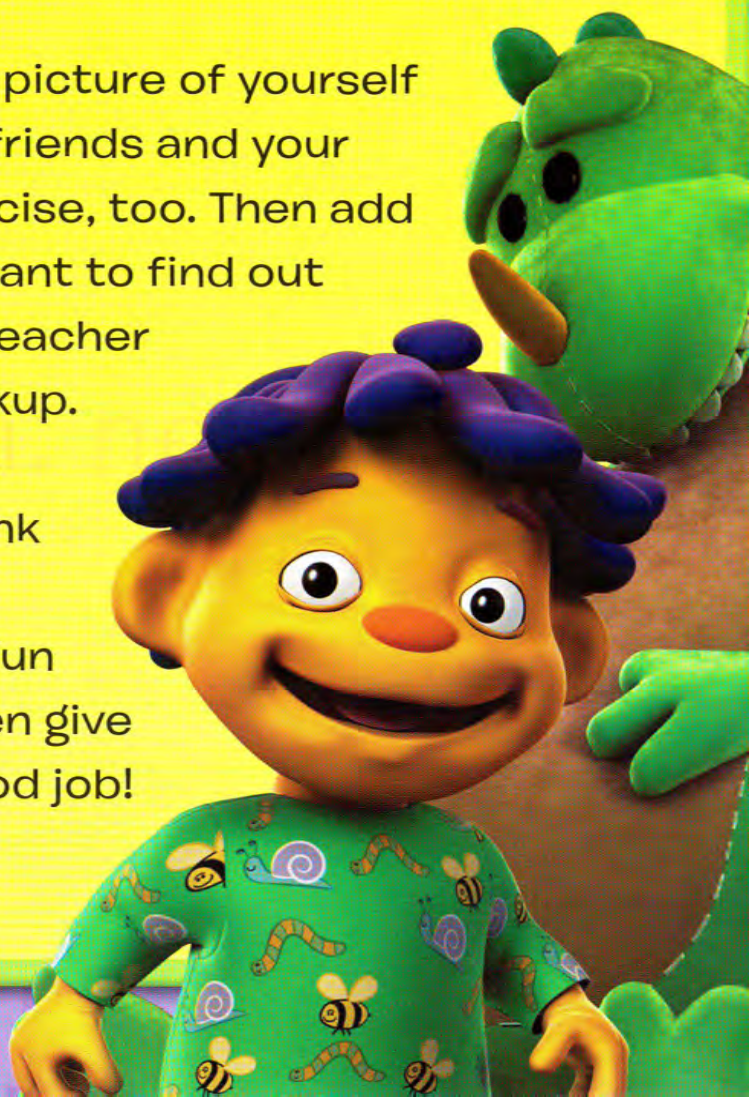 picture of yourself
friends and your
cise, too. Then add
ant to find out
eacher
kup.
nk
un
en give
od job!